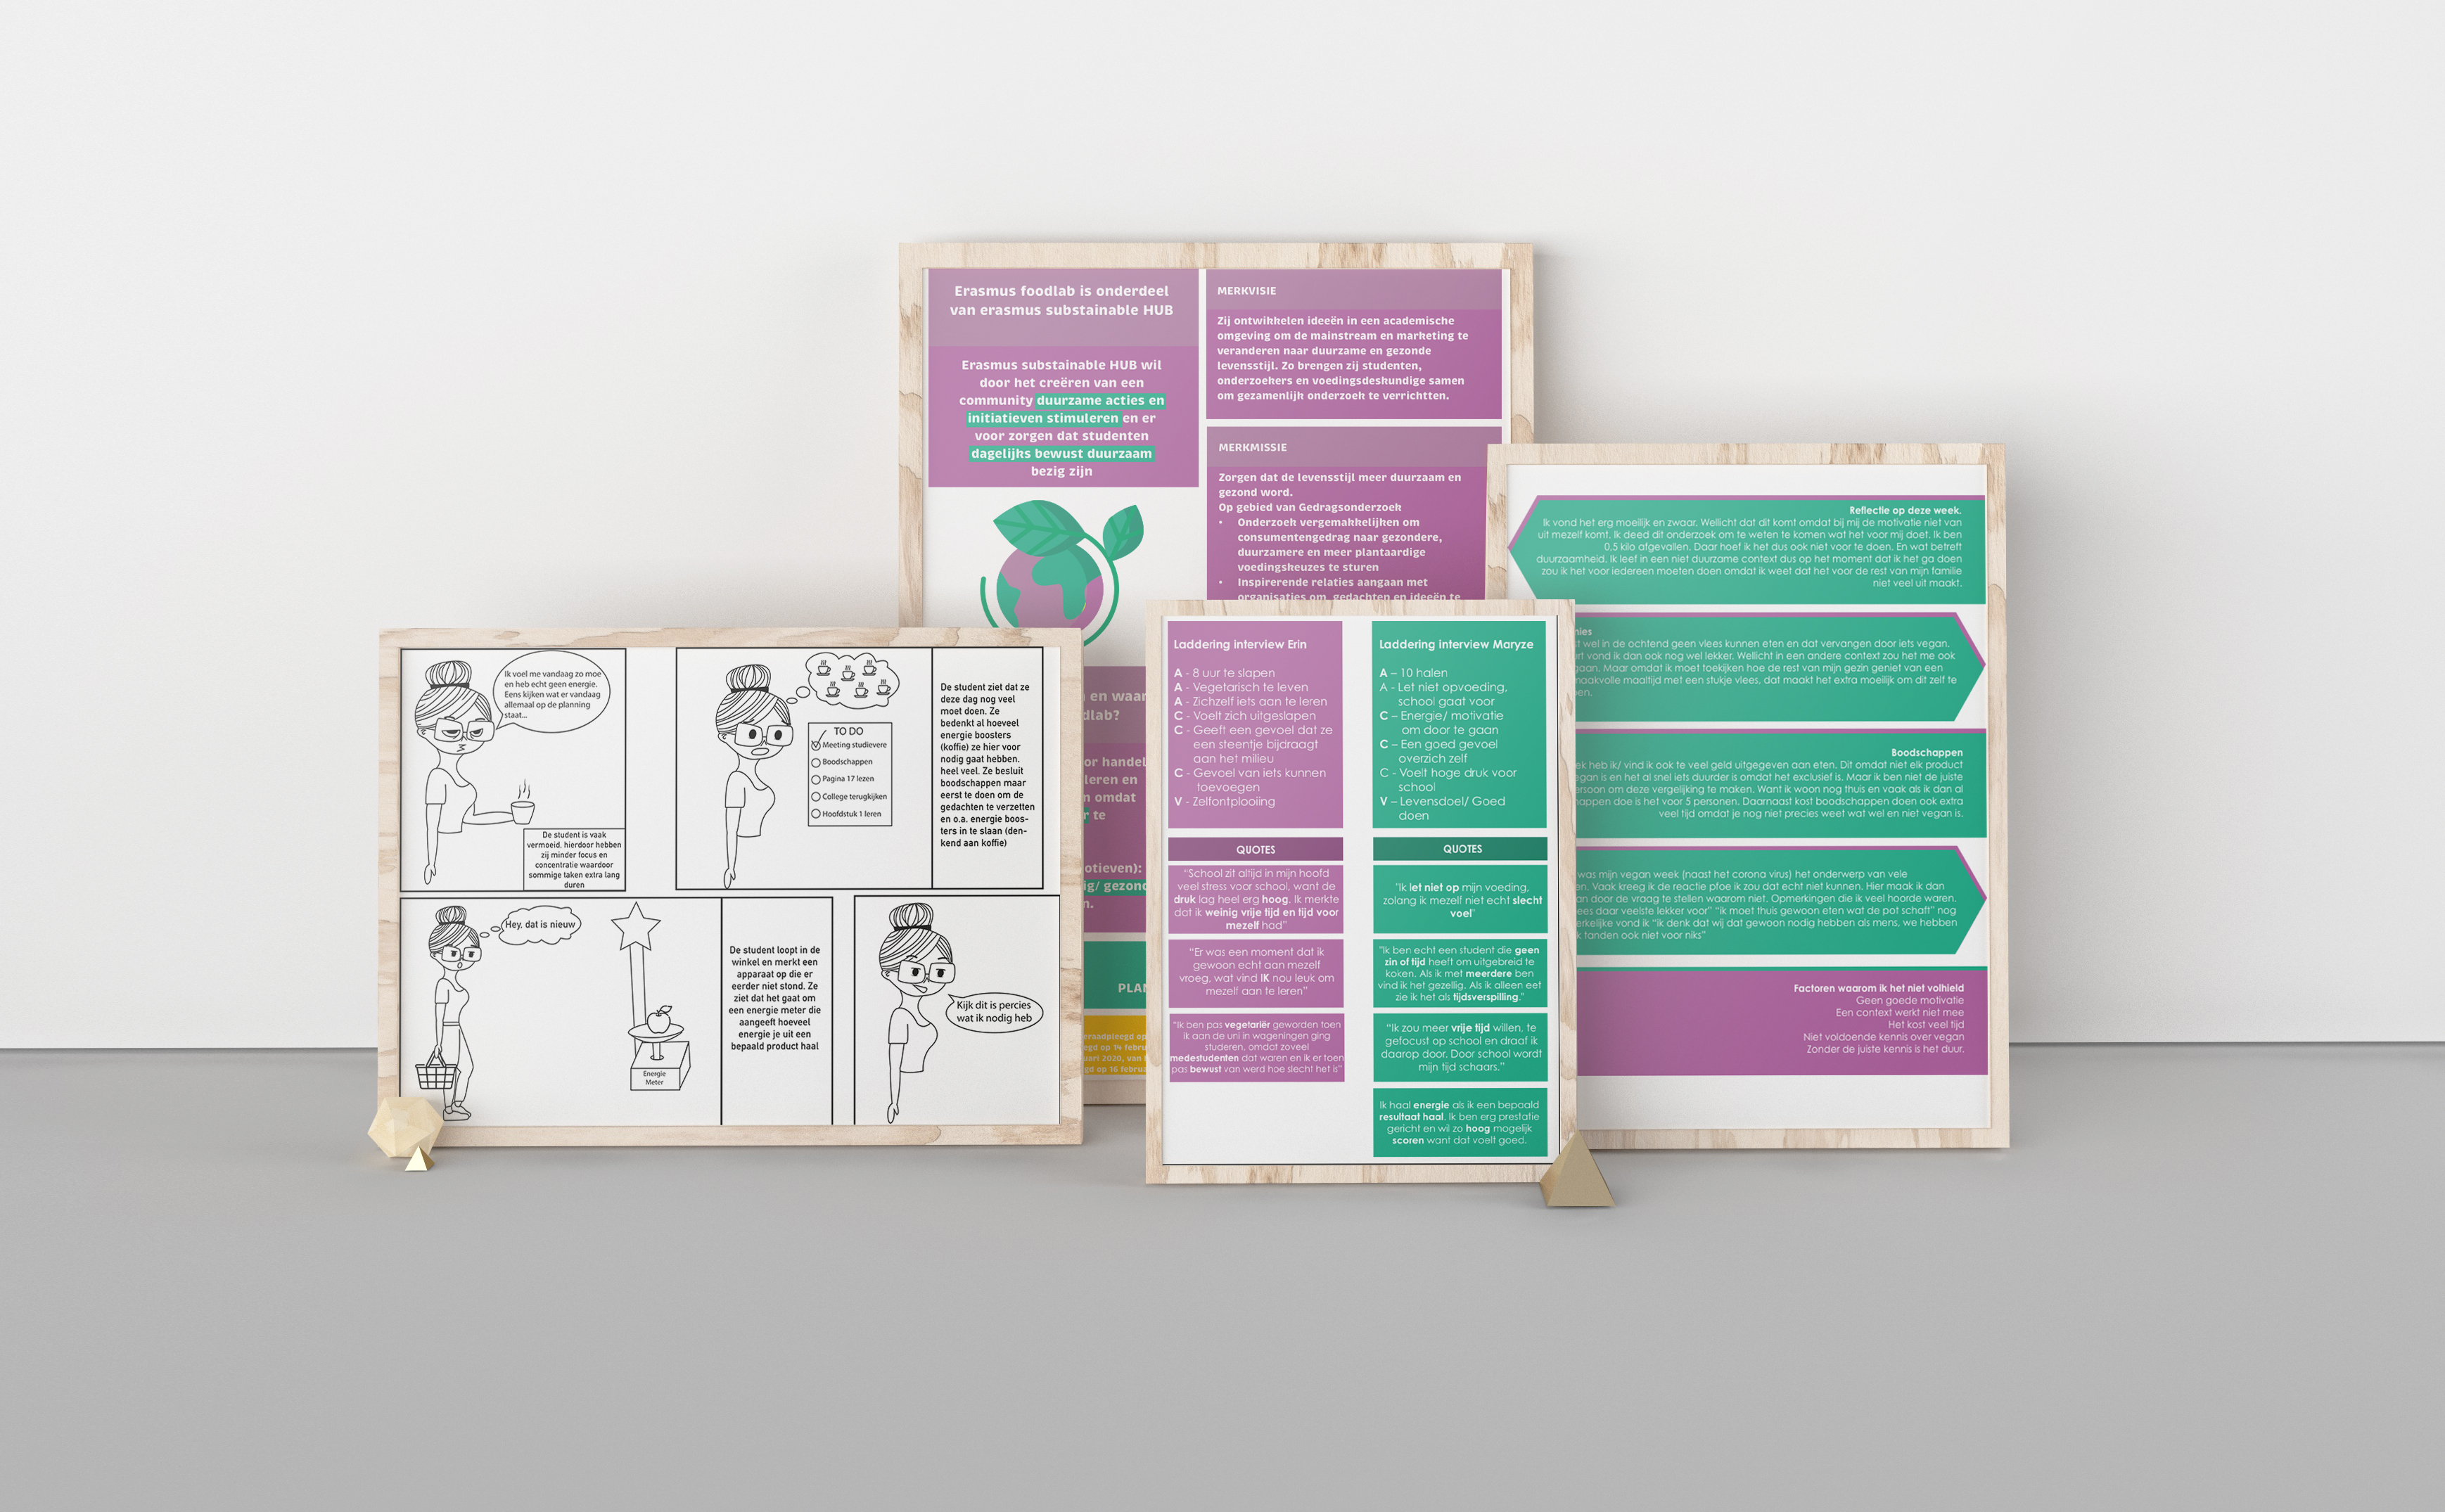 Erasmus foodlab is onderdeel
van erasmus substainable HUB
Erasmus substainable HUB wil
door het creëren van een
community duurzame acties en
initiatieven stimuleren en er
voor zorgen dat studenten
dagelijks bewust duurzaam
bezig zijn
MERKVISIE
Zij ontwikkelen ideeën in een academische
omgeving om de mainstream en marketing te
veranderen naar duurzame en gezonde
levensstijl. Zo brengen zij studenten,
onderzoekers en voedingsdeskundige samen
om gezamenlijk onderzoek te verrichtten.
MERKMISSIE
Zorgen dat de levensstijl meer duurzaam en
gezond word.
Op gebied van Gedragsonderzoek
• Onderzoek vergemakkelijken om
consumentengedrag naar gezondere,
duurzamere en meer plantaardige
voedingskeuzes te sturen
• Inspirerende relaties aangaan met
organisaties om gedachten en ideeën te
en waar
dlab?
or handel
leren en
n omdat
te
otieven):
ig/ gezond
n.
PLAN
Ik voel me vandaag zo moe
en heb echt geen energie.
Eens kijken wat er vandaag
allemaal op de planning
staat...
De student is vaak
vermoeid, hierdoor hebben
zij minder focus en
concentratie waardoor
sommige taken extra lang
duren
TO DO
Meeting studievere
Boodschappen
Pagina 17 lezen
College terugkijken
Hoofdstuk 1 leren
De student ziet dat ze
deze dag nog veel
moet doen. Ze
bedenkt al hoeveel
energie boosters
(koffie) ze hier voor
nodig gaat hebben.
heel veel. Ze besluit
boodschappen maar
eerst te doen om de
gedachten te verzetten
en o.a. energie boos-
ters in te slaan (den-
kend aan koffie)
Hey, dat is nieuw
Energie
Meter
De student loopt in de
winkel en merkt een
apparaat op die er
eerder niet stond. Ze
ziet dat het gaat om
een energie meter die
aangeeft hoeveel
energie je uit een
bepaald product haal
Kijk dit is percies
wat ik nodig heb
Laddering interview Erin
A - 8 uur te slapen
A - Vegetarisch te leven
A - Zichzelf iets aan te leren
C - Voelt zich uitgeslapen
C - Geeft een gevoel dat ze
een steentje bijdraagt
aan het milieu
C - Gevoel van iets kunnen
toevoegen
V - Zelfontplooiing
QUOTES
“School zit altijd in mijn hoofd
veel stress voor school, want de
druk lag heel erg hoog. Ik merkte
dat ik weinig vrije tijd en tijd voor
mezelf had”
“Er was een moment dat ik
gewoon echt aan mezelf
vroeg, wat vind IK nou leuk om
mezelf aan te leren”
“Ik ben pas vegetariër geworden toen
ik aan de uni in wageningen ging
studeren, omdat zoveel
medestudenten dat waren en ik er toen
pas bewust van werd hoe slecht het is”
Laddering interview Maryze
A – 10 halen
A - Let niet opvoeding,
school gaat voor
C – Energie/ motivatie
om door te gaan
C – Een goed gevoel
overzich zelf
C - Voelt hoge druk voor
school
V – Levensdoel/ Goed
doen
QUOTES
"Ik let niet op mijn voeding,
zolang ik mezelf niet echt slecht
voel"
"Ik ben echt een student die geen
zin of tijd heeft om uitgebreid te
koken. Als ik met meerdere ben
vind ik het gezellig. Als ik alleen eet
zie ik het als tijdsverspilling."
“Ik zou meer vrije tijd willen, te
gefocust op school en draaf ik
daarop door. Door school wordt
mijn tijd schaars.”
Ik haal energie als ik een bepaald
resultaat haal. Ik ben erg prestatie
gericht en wil zo hoog mogelijk
scoren want dat voelt goed.
Reflectie op deze week.
Ik vond het erg moeilijk en zwaar. Wellicht dat dit komt omdat bij mij de motivatie niet van
uit mezelf komt. Ik deed dit onderzoek om te weten te komen wat het voor mij doet. Ik ben
0,5 kilo afgevallen. Daar hoef ik het dus ook niet voor te doen. En wat betreft
duurzaamheid. Ik leef in een niet duurzame context dus op het moment dat ik het ga doen
zou ik het voor iedereen moeten doen omdat ik weet dat het voor de rest van mijn familie
niet veel uit maakt.
wel in de ochtend geen vlees kunnen eten en dat vervangen door iets vegan.
vond ik dan ook nog wel lekker. Wellicht in een andere context zou het me ook
gaan. Maar omdat ik moet toekijken hoe de rest van mijn gezin geniet van een
maakvolle maaltijd met een stukje vlees, dat maakt het extra moeilijk om dit zelf te
Boodschappen
heb ik/ vind ik ook te veel geld uitgegeven aan eten. Dit omdat niet elk product
egan is en het al snel iets duurder is omdat het exclusief is. Maar ik ben niet de juiste
ersoon om deze vergelijking te maken. Want ik woon nog thuis en vaak als ik dan al
happen doe is het voor 5 personen. Daarnaast kost boodschappen doen ook extra
veel tijd omdat je nog niet precies weet wat wel en niet vegan is.
was mijn vegan week (naast het corona virus) het onderwerp van vele
en. Vaak kreeg ik de reactie pfoe ik zou dat echt niet kunnen. Hier maak ik dan
an door de vraag te stellen waarom niet. Opmerkingen die ik veel hoorde waren.
ees daar veelste lekker voor” “ik moet thuis gewoon eten wat de pot schaft” nog
erkelijke vond ik “ik denk dat wij dat gewoon nodig hebben als mens, we hebben
k tanden ook niet voor niks”
Factoren waarom ik het niet volhield
Geen goede motivatie
Een context werkt niet mee
Het kost veel tijd
Niet voldoende kennis over vegan
Zonder de juiste kennis is het duur.